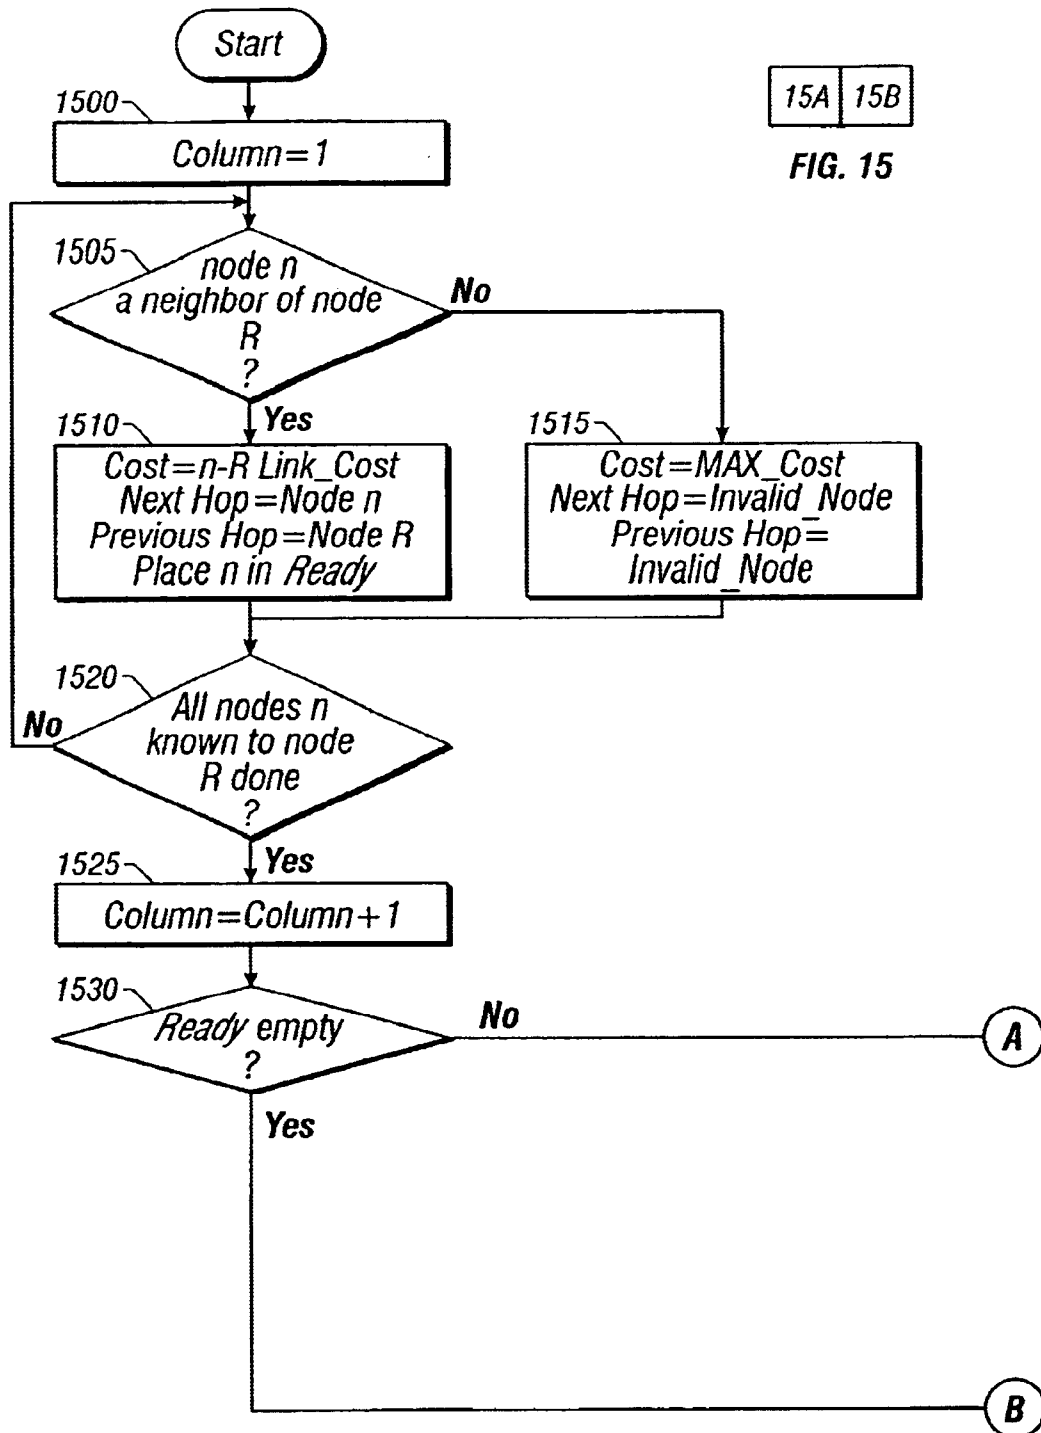 Start
1500
Column=1
15A 15B
FIG. 15
1505
node n
a neighbor of node
R
?
No
Yes
1510
Cost=n-R Link_Cost
Next Hop=Node n
Previous Hop=Node R
Place n in Ready
1515
Cost=MAX_Cost
Next Hop=Invalid_Node
Previous Hop=
Invalid_Node
1520
All nodes n
known to node
R done
?
No
Yes
1525
Column=Column+1
1530
Ready empty
?
No
A
Yes
B